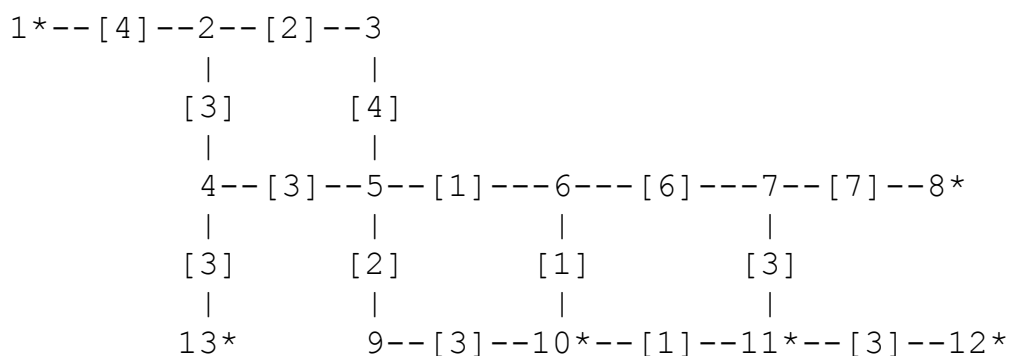 1*--[4]--2--[2]--3
         |       |
        [3]     [4]
         |       |
         4--[3]--5--[1]---6---[6]---7--[7]--8*
         |       |        |         |
        [3]     [2]      [1]       [3]
         |       |        |         |
        13*      9--[3]--10*--[1]--11*--[3]--12*